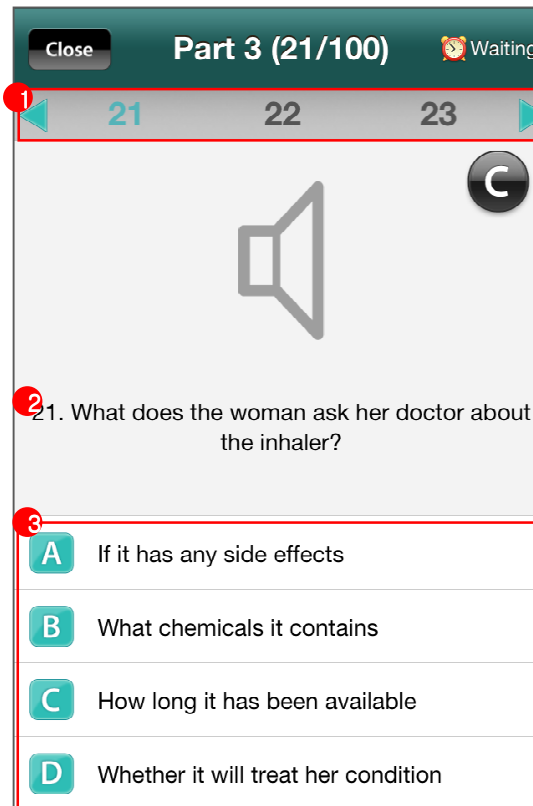 Close Part 3 (21/100) Waiting
1
21 22 23
C
2
21. What does the woman ask her doctor about
the inhaler?
3
A If it has any side effects
B What chemicals it contains
C How long it has been available
D Whether it will treat her condition